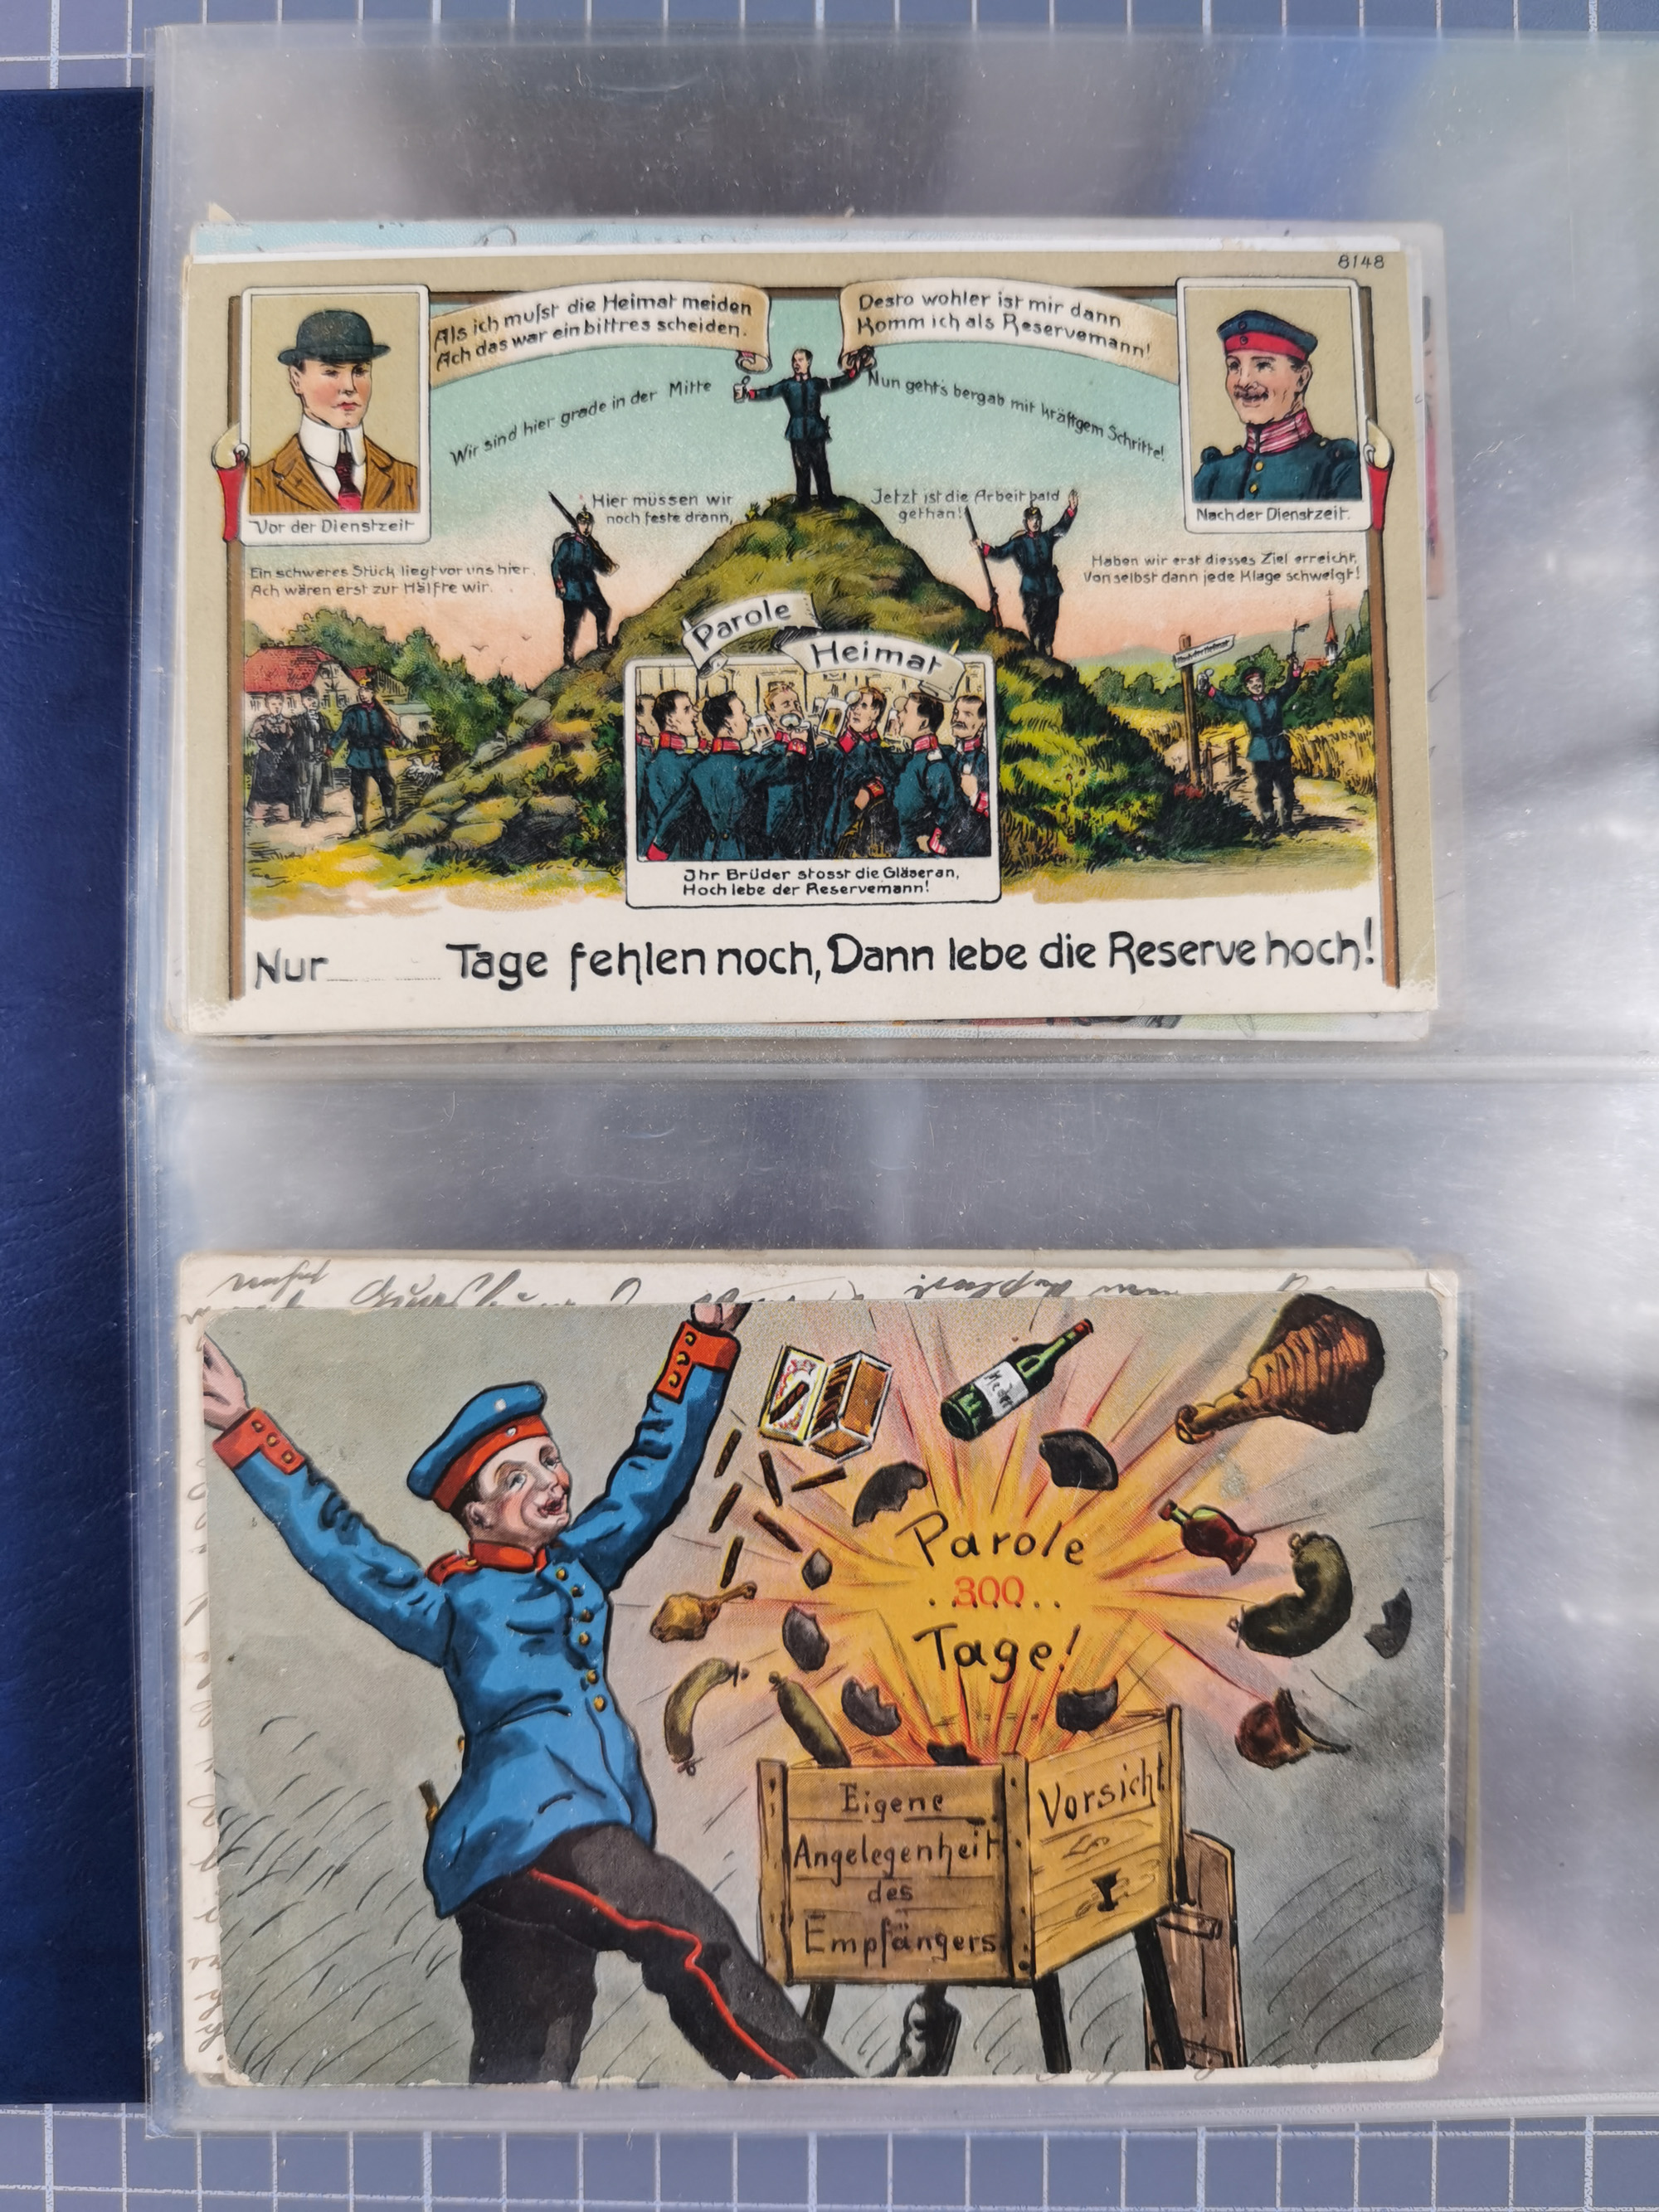 8148
Als ich mußt die Heimat meiden
Ach das war ein bittres scheiden.
Desto wohler ist mir dann
Komm ich als Reservemann!
Wir sind hier grade in der Mitte
Nun geht's bergab mit kräftgem Schritte!
Vor der Dienstzeit
Nach der Dienstzeit.
Hier müssen wir
noch feste drann,
Jetzt ist die Arbeit bald
gethan!
Ein schweres Stück liegt vor uns hier,
Ach wären erst zur Hälfte wir.
Haben wir erst dieses Ziel erreicht,
Von selbst dann jede Klage schweigt!
Parole
Heimat
Ihr Brüder stosst die Gläser an,
Hoch lebe der Reservemann!
Nur Tage fehlen noch, Dann lebe die Reserve hoch!
Parole
. 300 . .
Tage!
Eigene
Angelegenheit
des
Empfängers
Vorsicht